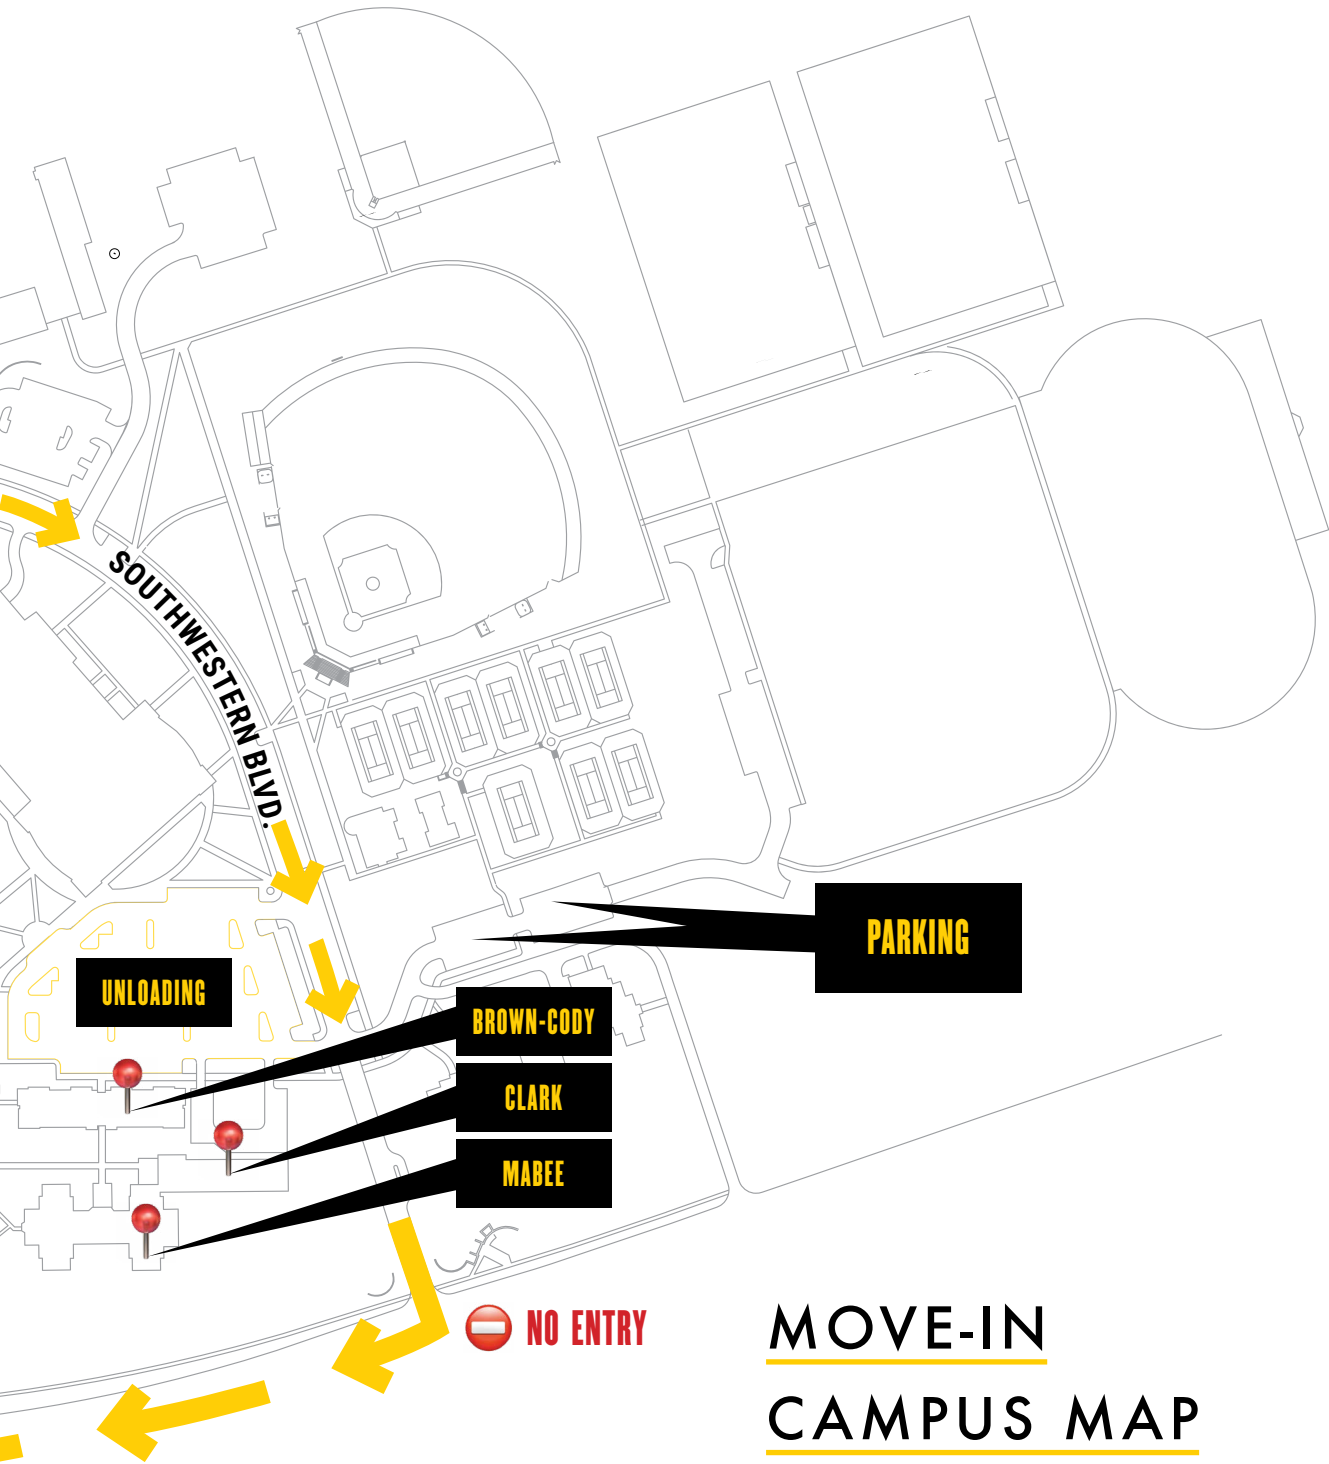 SOUTHWESTERN BLVD.
PARKING
UNLOADING
BROWN-CODY
CLARK
MABEE
NO ENTRY
MOVE-IN
CAMPUS MAP